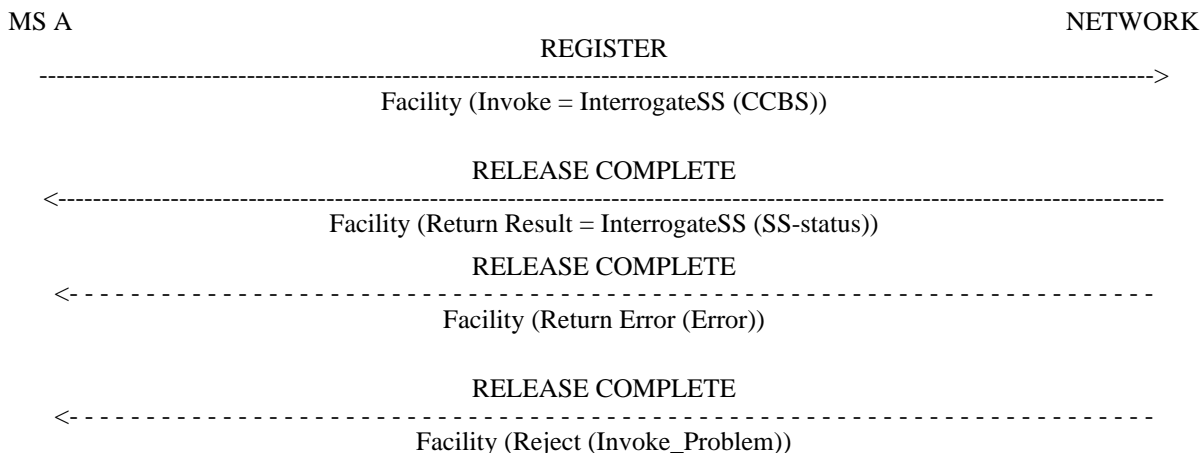 MS A NETWORK
REGISTER
------------------------------------------------------------------------------------------------------------------------------------>
Facility (Invoke = InterrogateSS (CCBS))
RELEASE COMPLETE
<------------------------------------------------------------------------------------------------------------------------------------
Facility (Return Result = InterrogateSS (SS-status))
RELEASE COMPLETE
<- - - - - - - - - - - - - - - - - - - - - - - - - - - - - - - - - - - - - - - - - - - - - - - - - - - - - - - - - - - - - - - - - - - -
Facility (Return Error (Error))
RELEASE COMPLETE
<- - - - - - - - - - - - - - - - - - - - - - - - - - - - - - - - - - - - - - - - - - - - - - - - - - - - - - - - - - - - - - - - - - - -
Facility (Reject (Invoke_Problem))